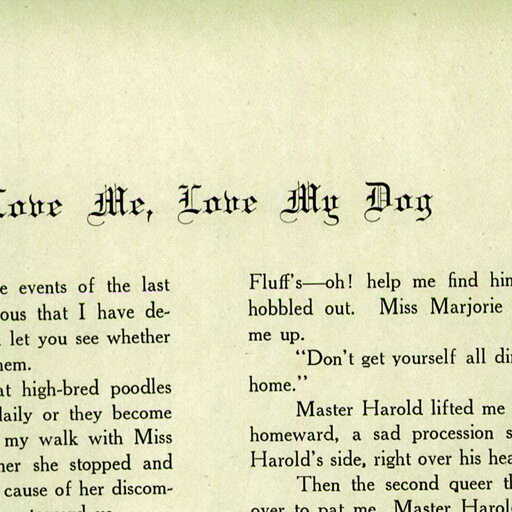 Love Me, Love My Dog
events of the last
ous that I have de-
let you see whether
hem.
at high-bred poodles
daily or they become
my walk with Miss
her she stopped and
cause of her discom-
Fluff's—oh! help me find him
hobbled out. Miss Marjorie
me up.
"Don't get yourself all di
home."
Master Harold lifted me
homeward, a sad procession s
Harold's side, right over his hea
Then the second queer th
over to pat me. Master Harol